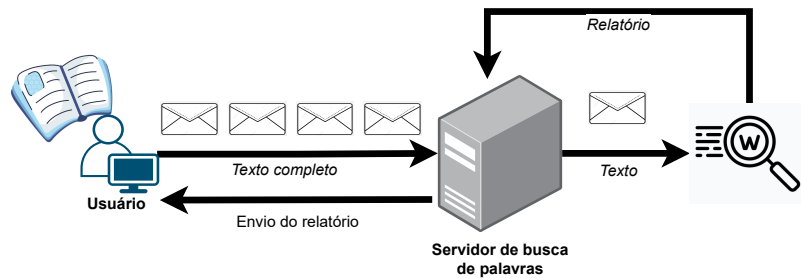 Relatório
Texto completo
Texto
W
Usuário
Envio do relatório
Servidor de busca
de palavras